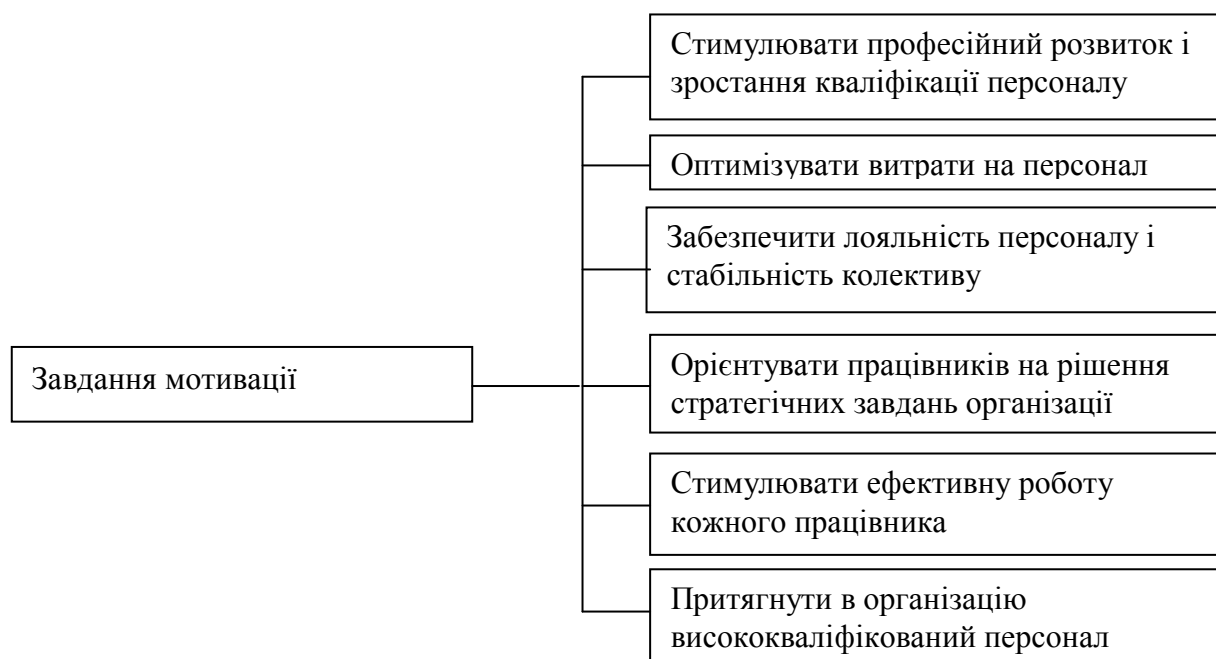 Стимулювати професійний розвиток і
зростання кваліфікації персоналу
Оптимізувати витрати на персонал
Забезпечити лояльність персоналу і
стабільність колективу
Завдання мотивації
Орієнтувати працівників на рішення
стратегічних завдань організації
Стимулювати ефективну роботу
кожного працівника
Притягнути в організацію
висококваліфікований персонал